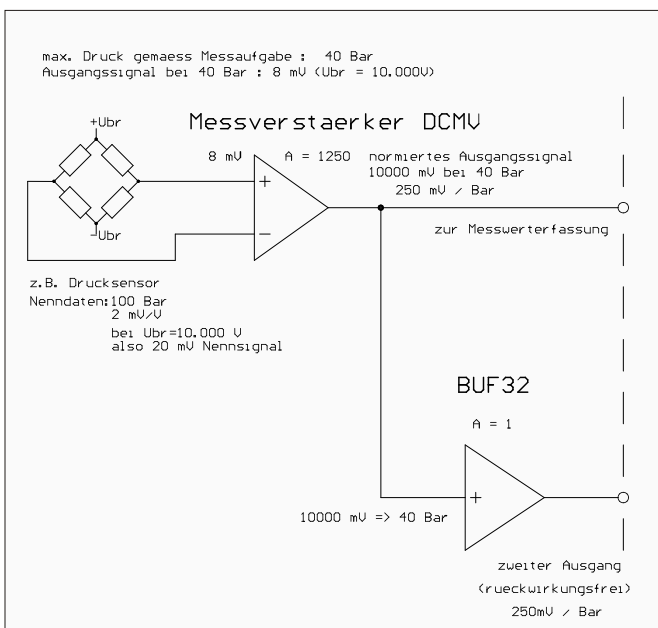 max. Druck gemaess Messaufgabe :  40 Bar
Ausgangssignal bei 40 Bar : 8 mV (Ubr = 10.000V)
Messverstaerker DCMV
+Ubr
8 mV
A = 1250
normiertes Ausgangssignal
10000 mV bei 40 Bar
250 mV / Bar
+
-
-Ubr
zur Messwerterfassung
z.B. Drucksensor
Nenndaten:100 Bar
2 mV/V
bei Ubr=10.000 V
also 20 mV Nennsignal
BUF32
A = 1
+
10000 mV => 40 Bar
zweiter Ausgang
(rueckwirkungsfrei)
250mV / Bar